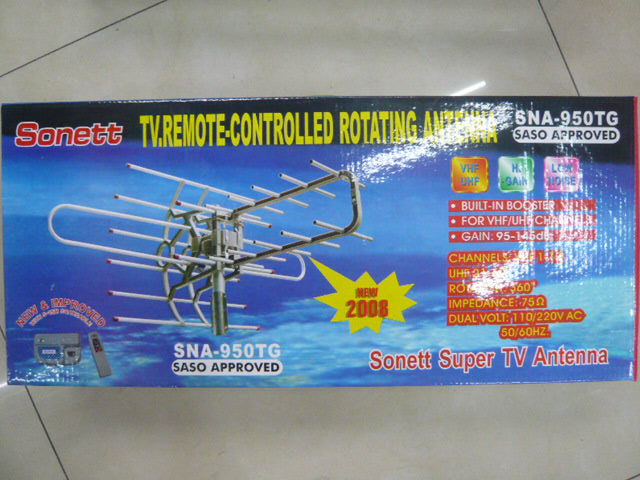 Sonett
TV.REMOTE-CONTROLLED ROTATING ANTENNA
SNA-950TG
SASO APPROVED
VHF
UHF
GAIN
NOISE
• BUILT-IN BOOSTER
• FOR VHF/UHF CHANNELS
• GAIN: 95-145dB
UHF
IMPEDANCE: 75Ω
DUAL VOLT: 110/220V AC
50/60HZ.
NEW
2008
NEW & IMPROVED
SNA-950TG
SASO APPROVED
Sonett Super TV Antenna